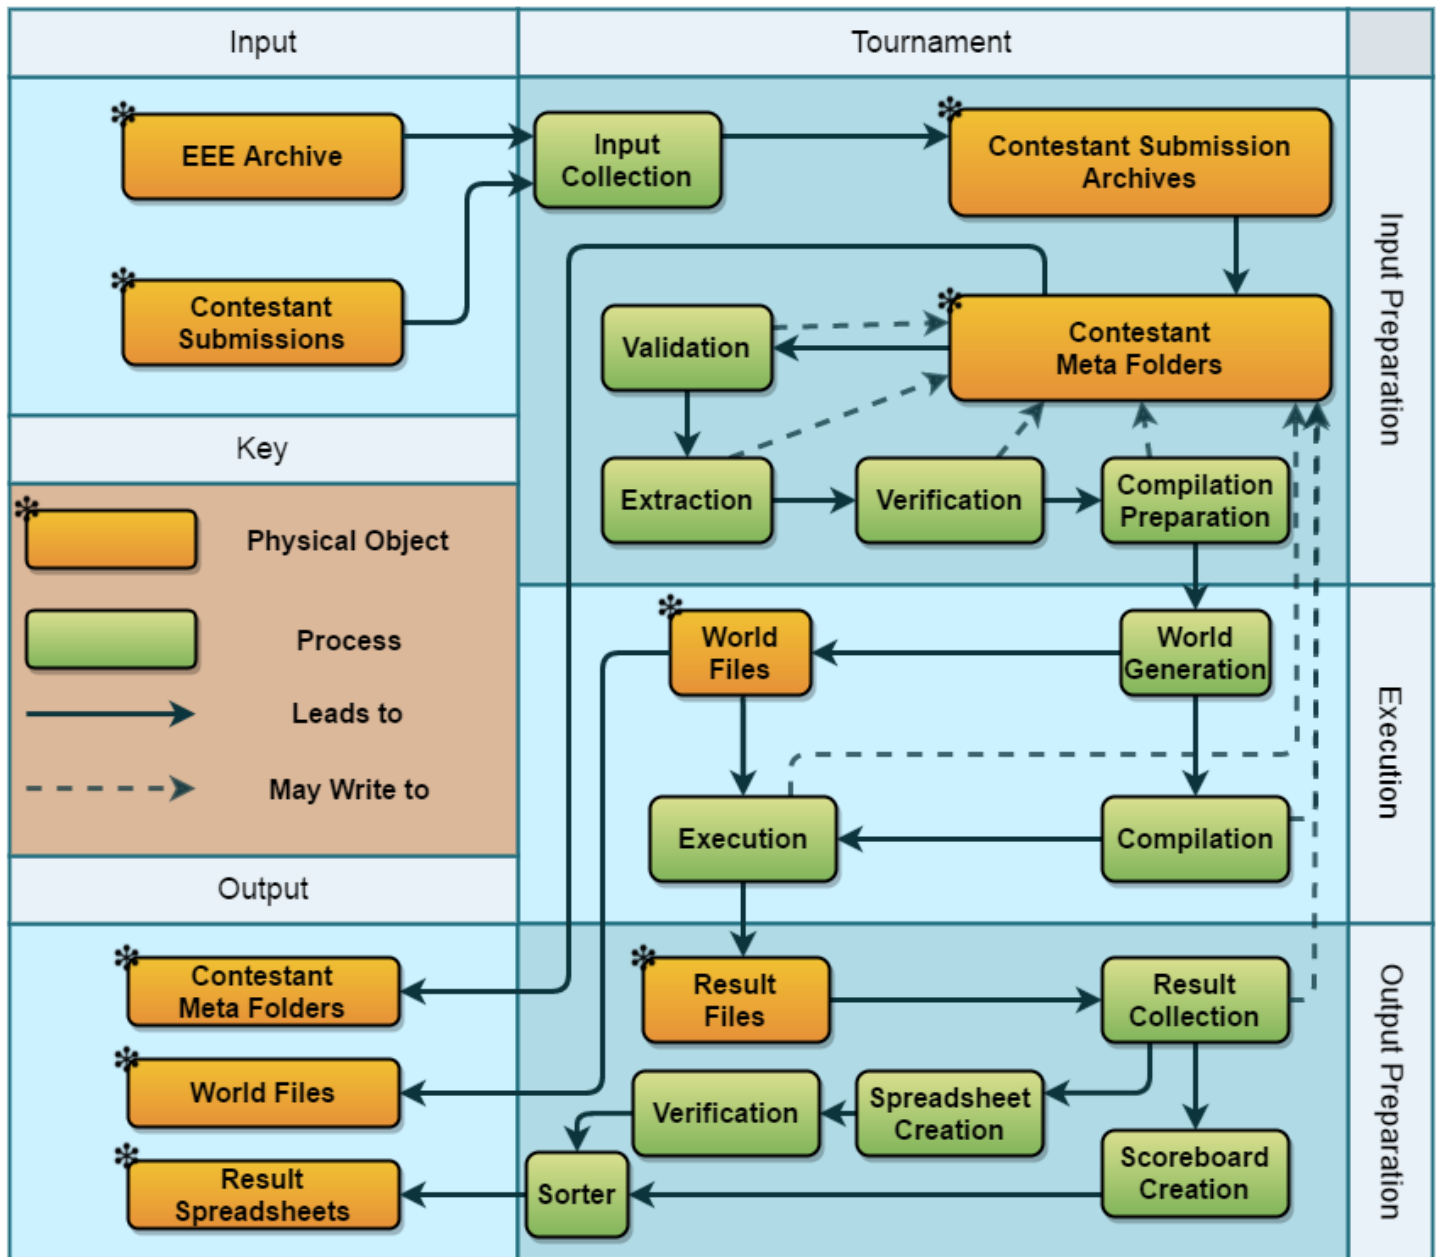 Input
Tournament
EEE Archive
Input
Collection
Contestant Submission
Archives
Contestant
Submissions
Validation
Contestant
Meta Folders
Extraction
Verification
Compilation
Preparation
Input Preparation
Key
Physical Object
Process
Leads to
May Write to
World
Files
World
Generation
Execution
Compilation
Execution
Output
Contestant
Meta Folders
World Files
Result
Spreadsheets
Result
Files
Result
Collection
Verification
Spreadsheet
Creation
Sorter
Scoreboard
Creation
Output Preparation